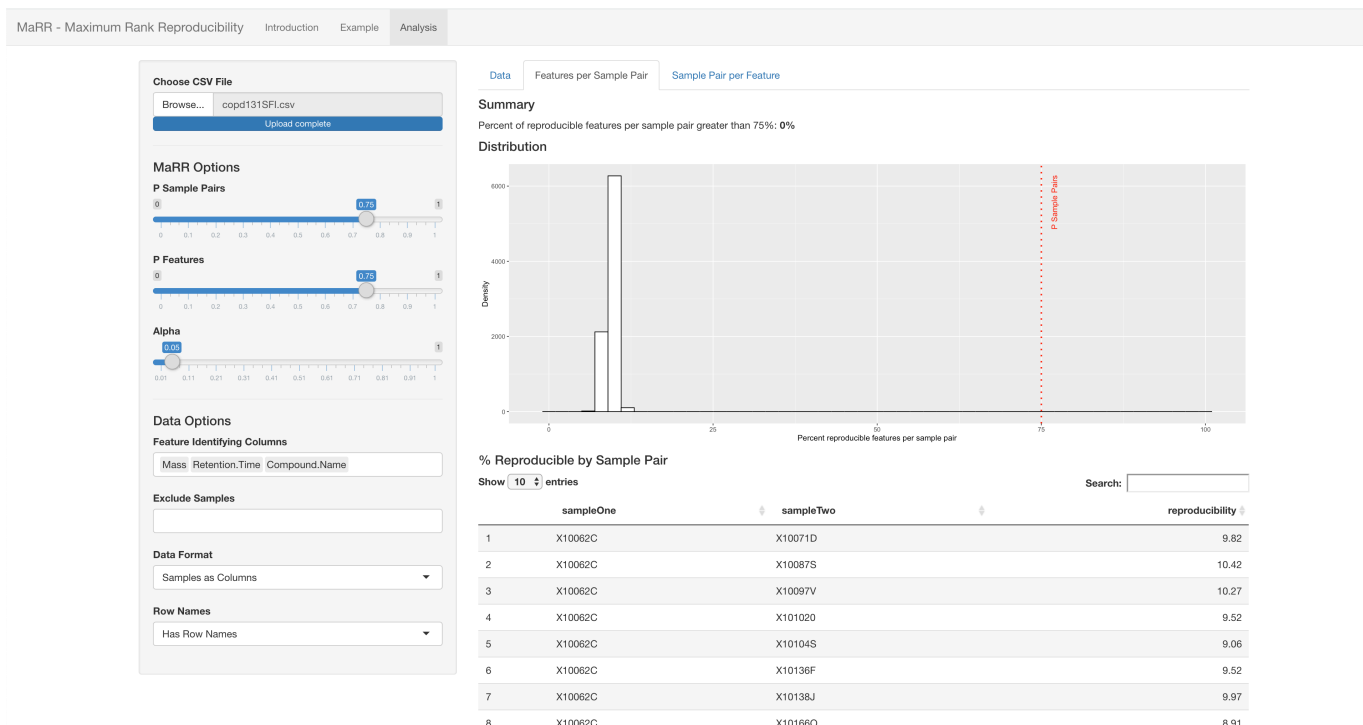 MaRR - Maximum Rank Reproducibility Introduction Example Analysis
Choose CSV File
Browse... copd131SFI.csv
Upload complete
MaRR Options
P Sample Pairs
0 0.75 1
0 0.1 0.2 0.3 0.4 0.5 0.6 0.7 0.8 0.9 1
P Features
0 0.75 1
0 0.1 0.2 0.3 0.4 0.5 0.6 0.7 0.8 0.9 1
Alpha
0.05 1
0.01 0.11 0.21 0.31 0.41 0.51 0.61 0.71 0.81 0.91 1
Data Options
Feature Identifying Columns
Mass Retention.Time Compound.Name
Exclude Samples
Data Format
Samples as Columns
Row Names
Has Row Names
Data Features per Sample Pair Sample Pair per Feature
Summary
Percent of reproducible features per sample pair greater than 75%: 0%
Distribution
6000
4000
2000
0
Density
P Sample Pairs
0 25 50 75 100
Percent reproducible features per sample pair
% Reproducible by Sample Pair
Show 10 entries Search:
sampleOne sampleTwo reproducibility
1 X10062C X10071D 9.82
2 X10062C X10087S 10.42
3 X10062C X10097V 10.27
4 X10062C X101020 9.52
5 X10062C X10104S 9.06
6 X10062C X10136F 9.52
7 X10062C X10138J 9.97
8 X10062C X10166O 8.91